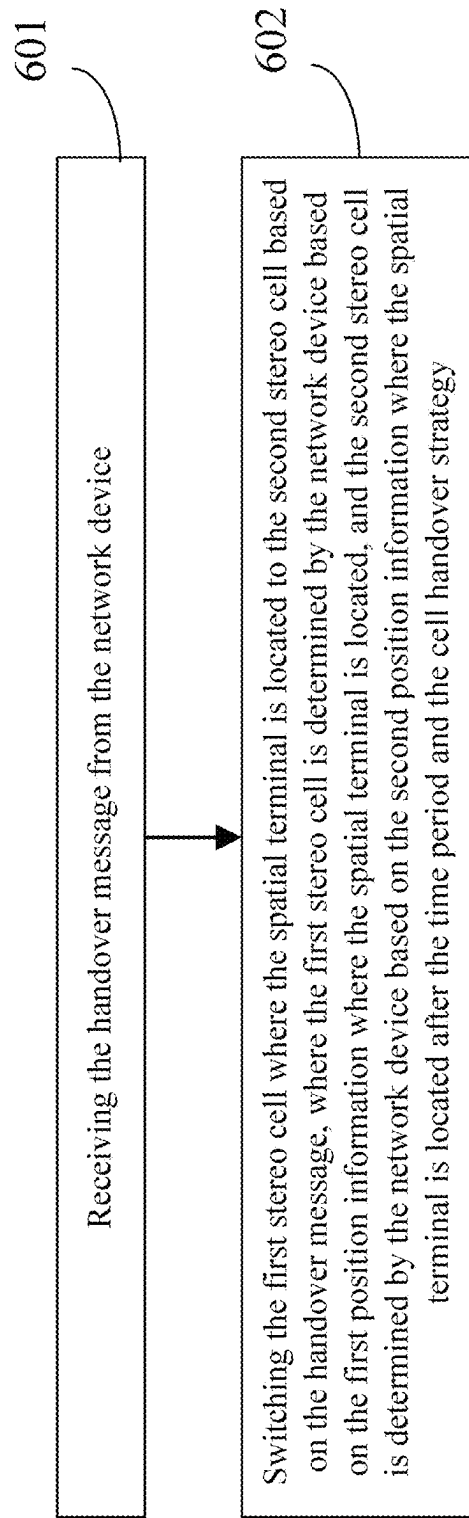 601
Receiving the handover message from the network device
602
Switching the first stereo cell where the spatial terminal is located to the second stereo cell based
on the handover message, where the first stereo cell is determined by the network device based
on the first position information where the spatial terminal is located, and the second stereo cell
is determined by the network device based on the second position information where the spatial
terminal is located after the time period and the cell handover strategy